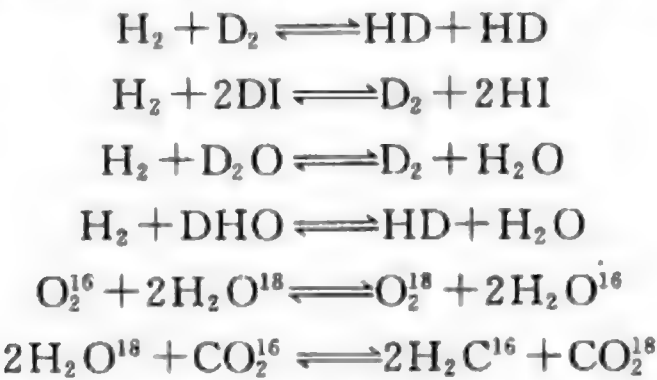 H₂+D₂⇌HD+HD
H₂+2DI⇌D₂+2HI
H₂+D₂O⇌D₂+H₂O
H₂+DHO⇌HD+H₂O
O₂¹⁶+2H₂O¹⁸⇌O₂¹⁸+2H₂O¹⁶
2H₂O¹⁸+CO₂¹⁶⇌2H₂C¹⁶+CO₂¹⁸